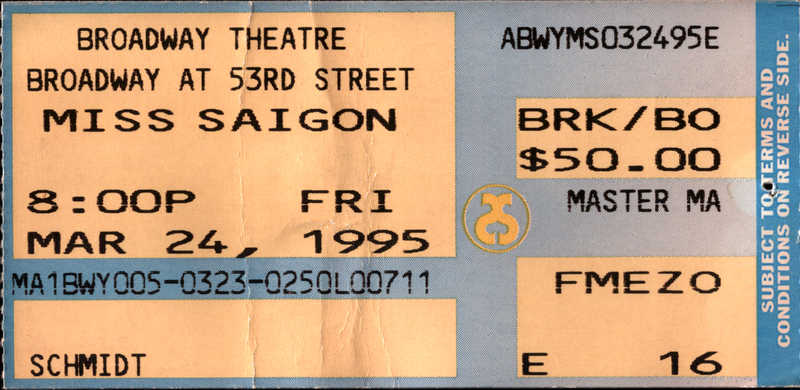 BROADWAY THEATRE
BROADWAY AT 53RD STREET
MISS SAIGON
8:00P FRI
MAR 24, 1995
MA1BWY005-0323-0250L00711
SCHMIDT
ABWYMS032495E
BRK/BO
$50.00
MASTER MA
FMEZO
E 16
SUBJECT TO TERMS AND
CONDITIONS ON REVERSE SIDE.